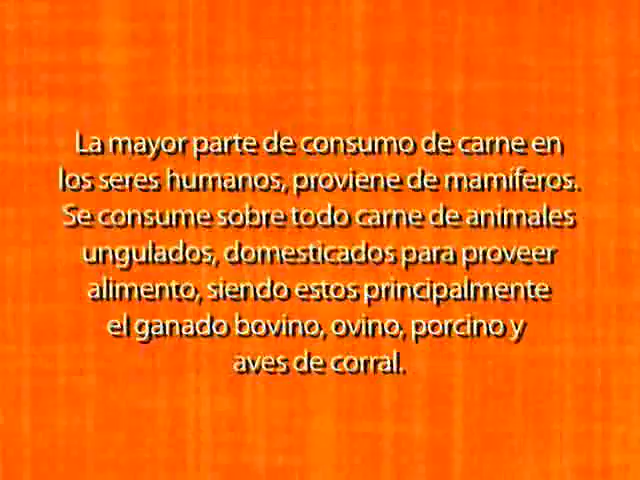 La mayor parte de consumo de carne en
los seres humanos, proviene de mamíferos.
Se consume sobre todo carne de animales
ungulados, domesticados para proveer
alimento, siendo estos principalmente
el ganado bovino, ovino, porcino y
aves de corral.